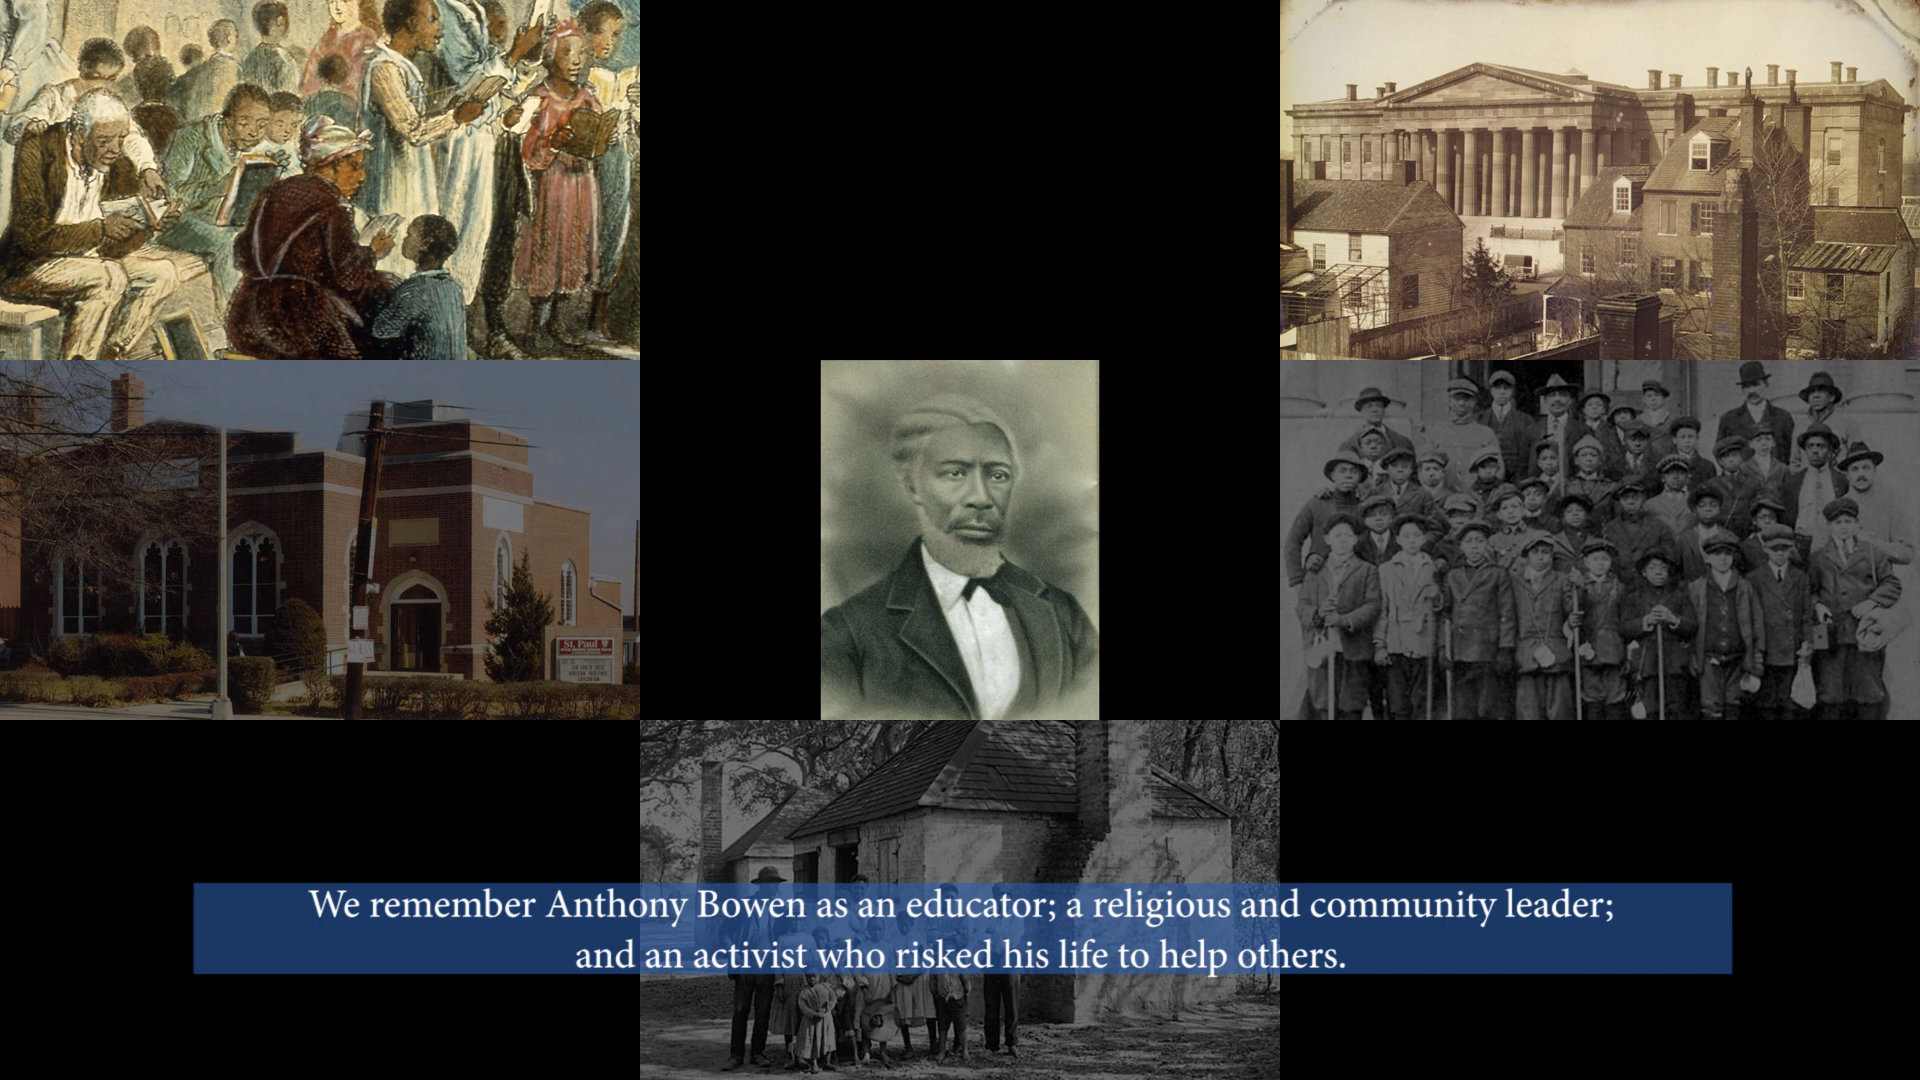 St. Paul
We remember Anthony Bowen as an educator; a religious and community leader;
and an activist who risked his life to help others.